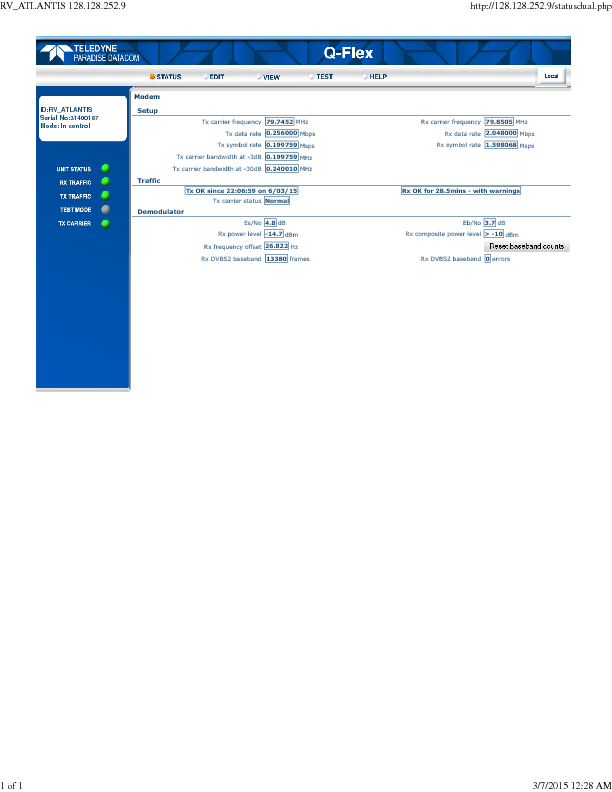 RV_ATLANTIS 128.128.252.9 http://128.128.252.9/statusdual.php
TELEDYNE
PARADISE DATACOM
Q-Flex
STATUS EDIT VIEW TEST HELP Local
ID:RV_ATLANTIS
Serial No:31400167
Mode: In control
UNIT STATUS
RX TRAFFIC
TX TRAFFIC
TEST MODE
TX CARRIER
Modem
Setup
Tx carrier frequency 79.7452 MHz Rx carrier frequency 79.8505 MHz
Tx data rate 0.256000 Mbps Rx data rate 2.048000 Mbps
Tx symbol rate 0.199759 Msps Rx symbol rate 1.598068 Msps
Tx carrier bandwidth at -3dB 0.199759 MHz
Tx carrier bandwidth at -30dB 0.240010 MHz
Traffic
Tx OK since 22:06:59 on 6/03/15 Rx OK for 28.5mins - with warnings
Tx carrier status Normal
Demodulator
Es/No 4.8 dB Eb/No 3.7 dB
Rx power level -14.7 dBm Rx composite power level > -10 dBm
Rx frequency offset 26.822 Hz Reset baseband counts
Rx DVBS2 baseband 13380 frames Rx DVBS2 baseband 0 errors
1 of 1 3/7/2015 12:28 AM